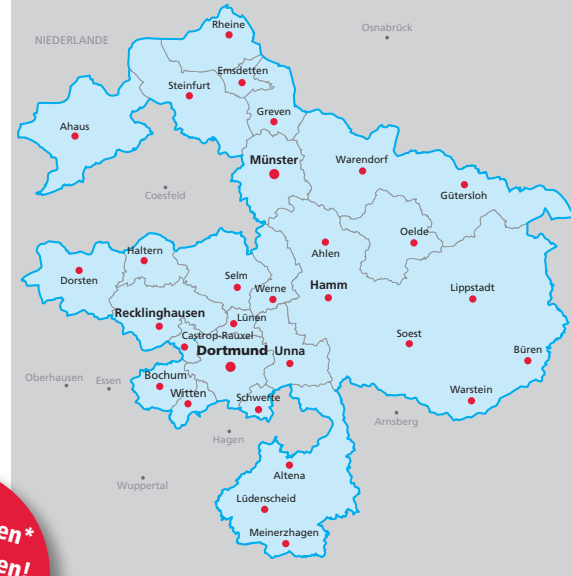 Rheine
Osnabrück
NIEDERLANDE
Emsdetten
Steinfurt
Greven
Ahaus
Münster
Warendorf
Gütersloh
Coesfeld
Oelde
Haltern
Ahlen
Dorsten
Selm
Werne
Hamm
Lippstadt
Recklinghausen
Lünen
Castrop-Rauxel
Soest
Dortmund
Unna
Büren
Oberhausen
Essen
Bochum
Witten
Schwerte
Warstein
Arnsberg
Hagen
Altena
Wuppertal
Lüdenscheid
Meinerzhagen
en*
en!